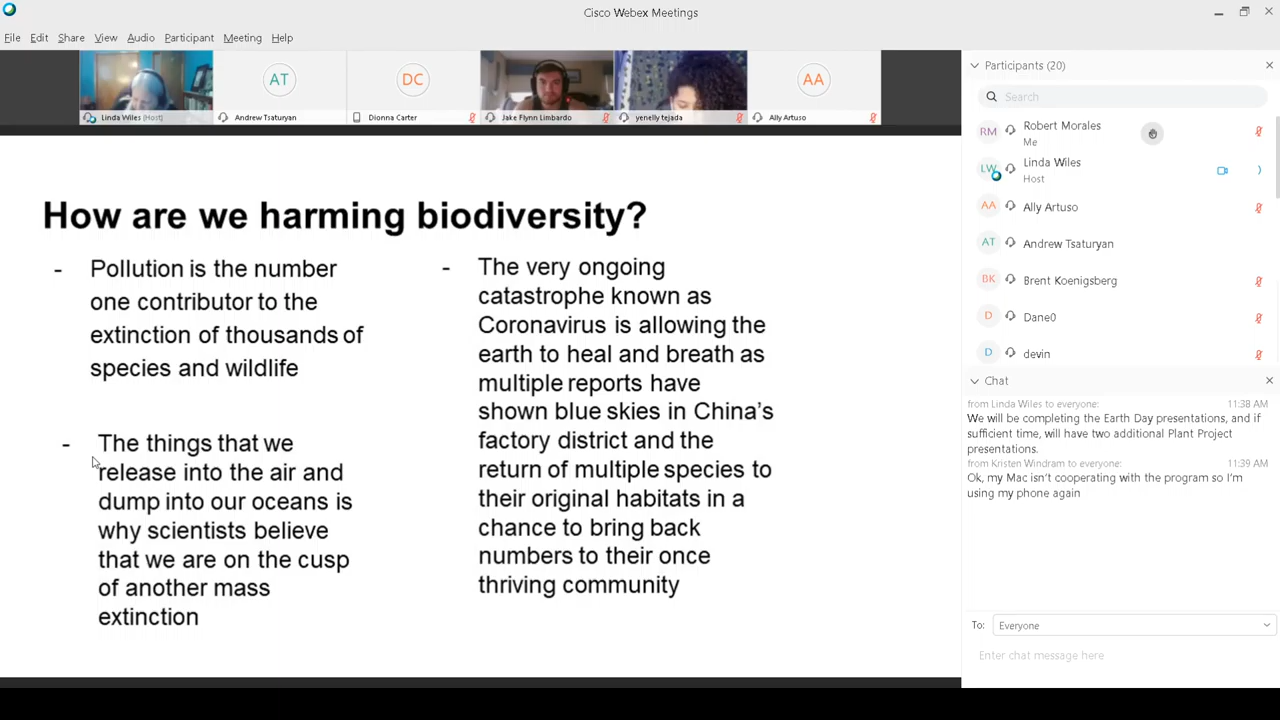 Cisco Webex Meetings
File Edit Share View Audio Participant Meeting Help
AT
DC
AA
Linda Wiles (Host)
Andrew Tsaturyan
Dionna Carter
Jake Flynn Limbardo
yenelly tejada
Ally Artuso
How are we harming biodiversity?
- Pollution is the number
one contributor to the
extinction of thousands of
species and wildlife
- The things that we
release into the air and
dump into our oceans is
why scientists believe
that we are on the cusp
of another mass
extinction
- The very ongoing
catastrophe known as
Coronavirus is allowing the
earth to heal and breath as
multiple reports have
shown blue skies in China's
factory district and the
return of multiple species to
their original habitats in a
chance to bring back
numbers to their once
thriving community
Participants (20)
Search
RM Robert Morales
Me
LW Linda Wiles
Host
AA Ally Artuso
AT Andrew Tsaturyan
BK Brent Koenigsberg
D Dane0
D devin
Chat
from Linda Wiles to everyone: 11:38 AM
We will be completing the Earth Day presentations, and if
sufficient time, will have two additional Plant Project
presentations.
from Kristen Windram to everyone: 11:39 AM
Ok, my Mac isn't cooperating with the program so I'm
using my phone again
To: Everyone
Enter chat message here